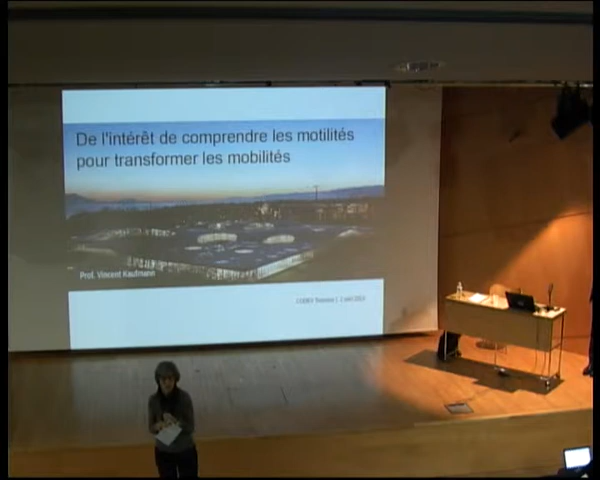 De l'intérêt de comprendre les motilités
pour transformer les mobilités
Prof. Vincent Kaufmann